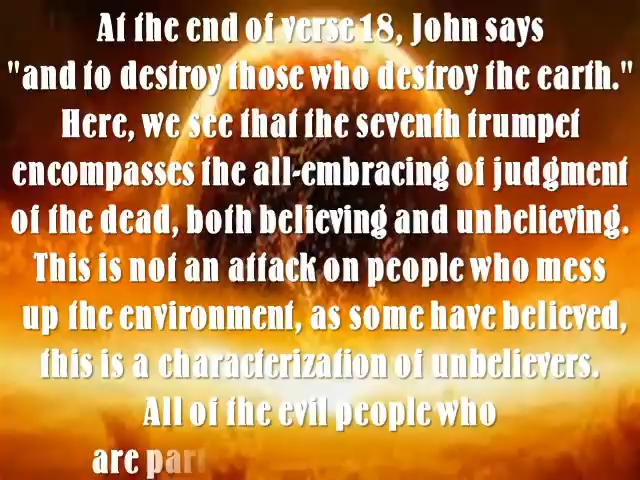 At the end of verse 18, John says
"and to destroy those who destroy the earth."
Here, we see that the seventh trumpet
encompasses the all-embracing of judgment
of the dead, both believing and unbelieving.
This is not an attack on people who mess
up the environment, as some have believed,
this is a characterization of unbelievers.
All of the evil people who
are part